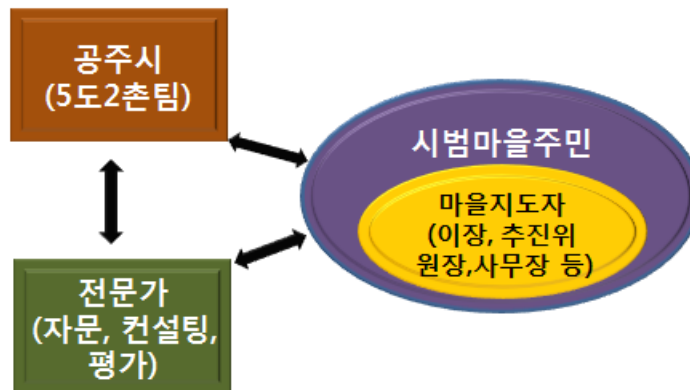 공주시
(5도2촌팀)
시범마을주민
마을지도자
(이장, 추진위
원장,사무장 등)
전문가
(자문, 컨설팅,
평가)